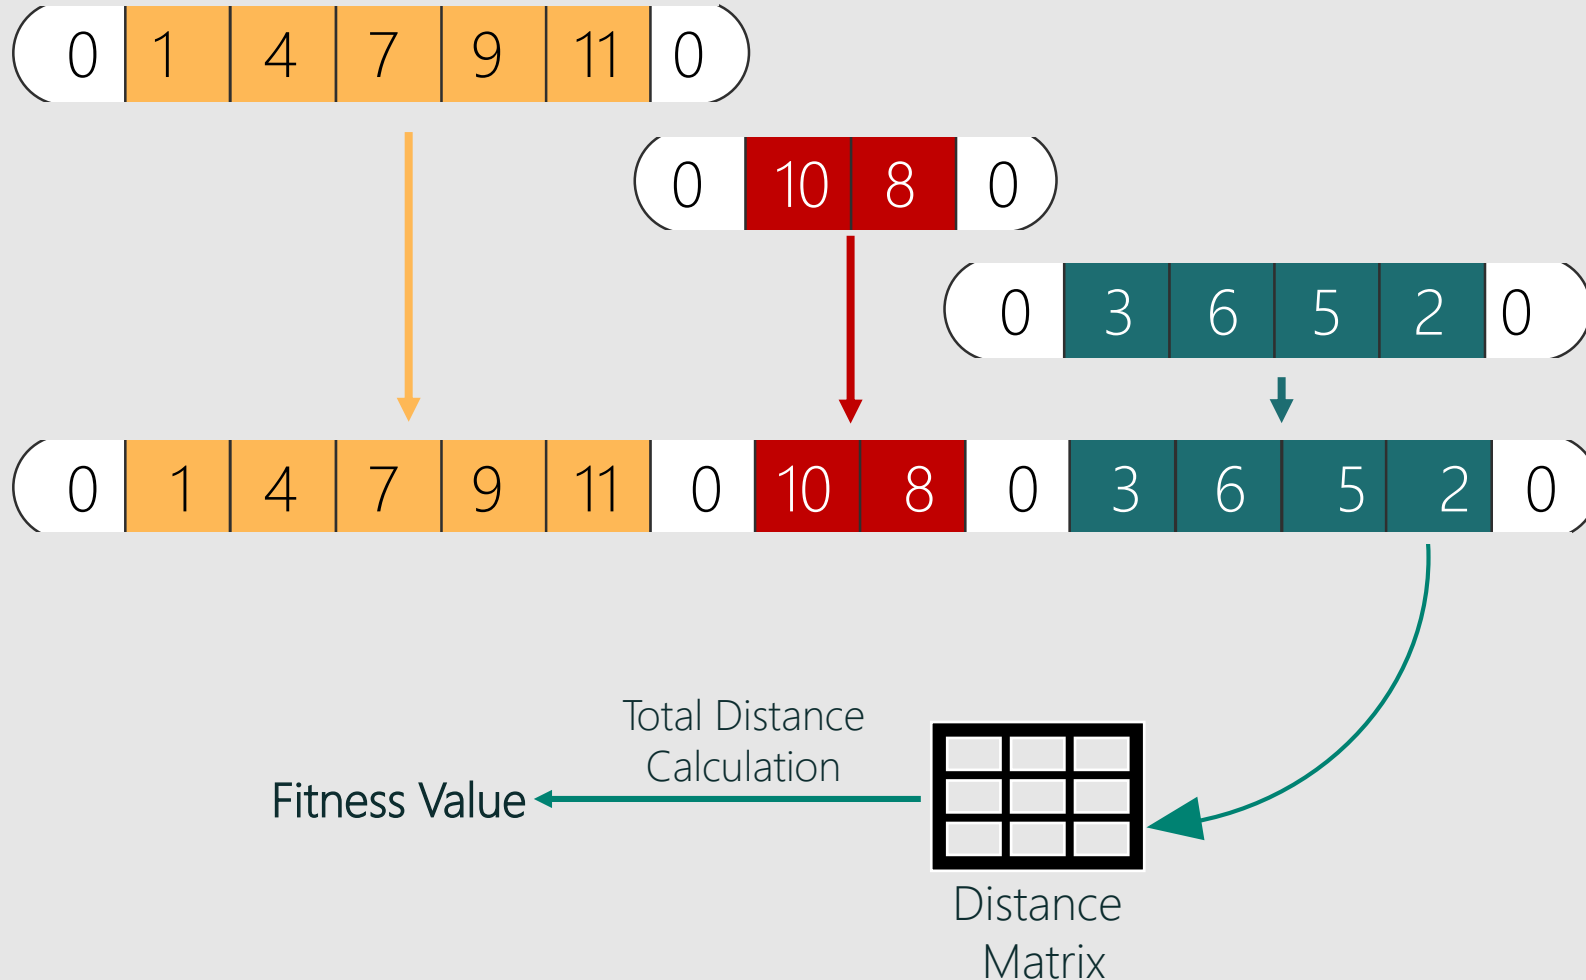 0 1 4 7 9 11 0
0 10 8 0
0 3 6 5 2 0
0 1 4 7 9 11 0 10 8 0 3 6 5 2 0
Total Distance
Calculation
Fitness Value
Distance
Matrix